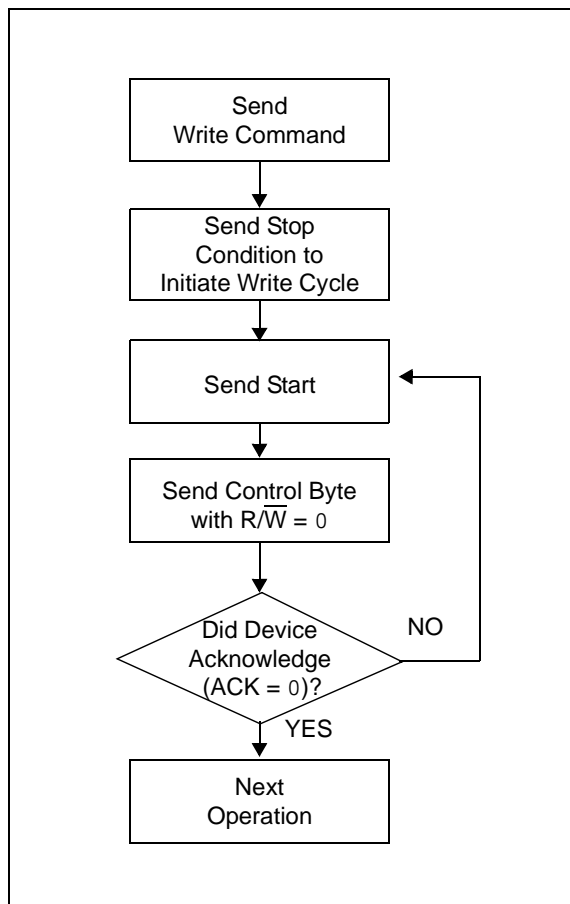 Send
Write Command
Send Stop
Condition to
Initiate Write Cycle
Send Start
Send Control Byte
with R/W̅ = 0
Did Device
Acknowledge
(ACK = 0)?
NO
YES
Next
Operation